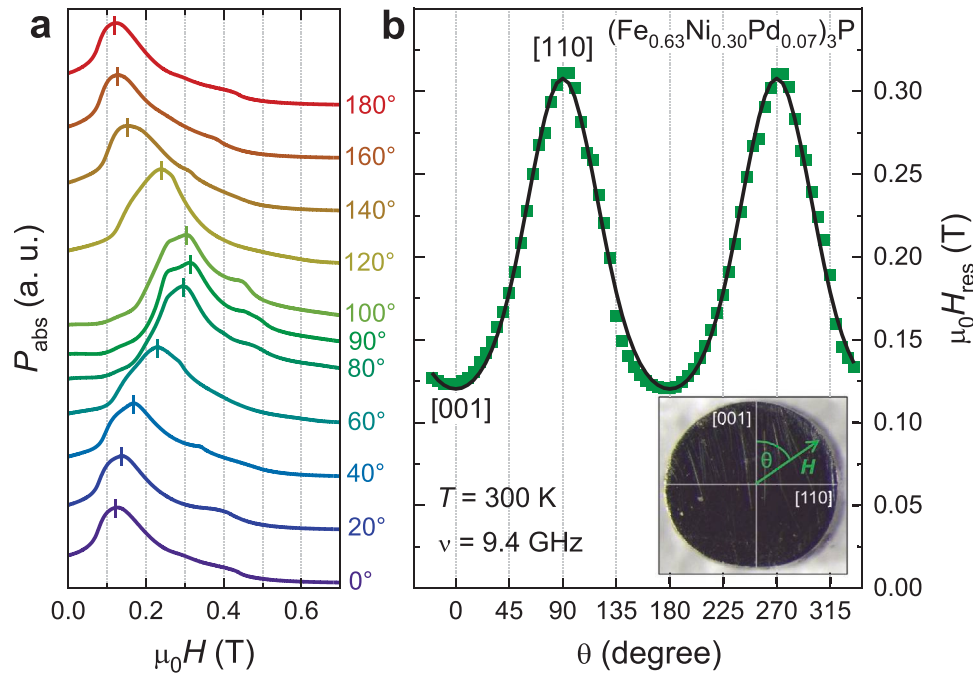 a
180°
160°
140°
120°
100°
90°
80°
60°
40°
20°
0°
P_abs (a. u.)
0.0 0.2 0.4 0.6
μ₀H (T)
b
(Fe₀.₆₃Ni₀.₃₀Pd₀.₀₇)₃P
[110]
[001]
[001]
θ
H
[110]
T = 300 K
ν = 9.4 GHz
0.30
0.25
0.20
0.15
0.10
0.05
0.00
μ₀H_res (T)
0 45 90 135 180 225 270 315
θ (degree)